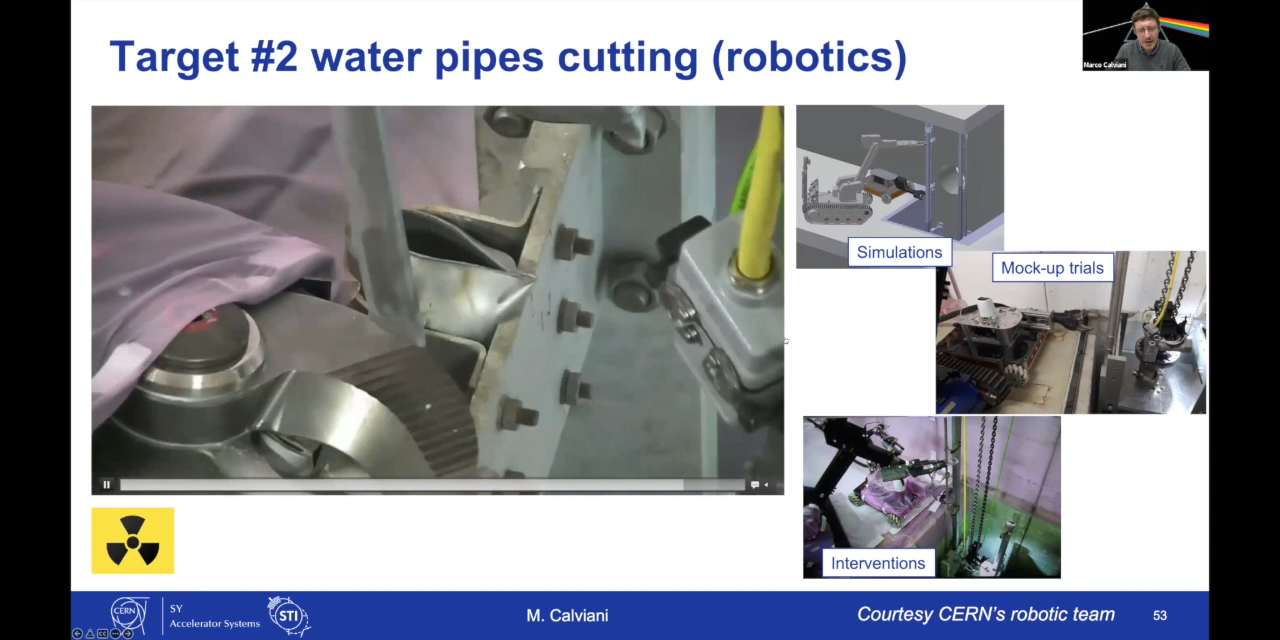 Target #2 water pipes cutting (robotics)
Marco Calviani
Simulations
Mock-up trials
Interventions
CERN
SY
Accelerator Systems
STI
M. Calviani
Courtesy CERN's robotic team
53